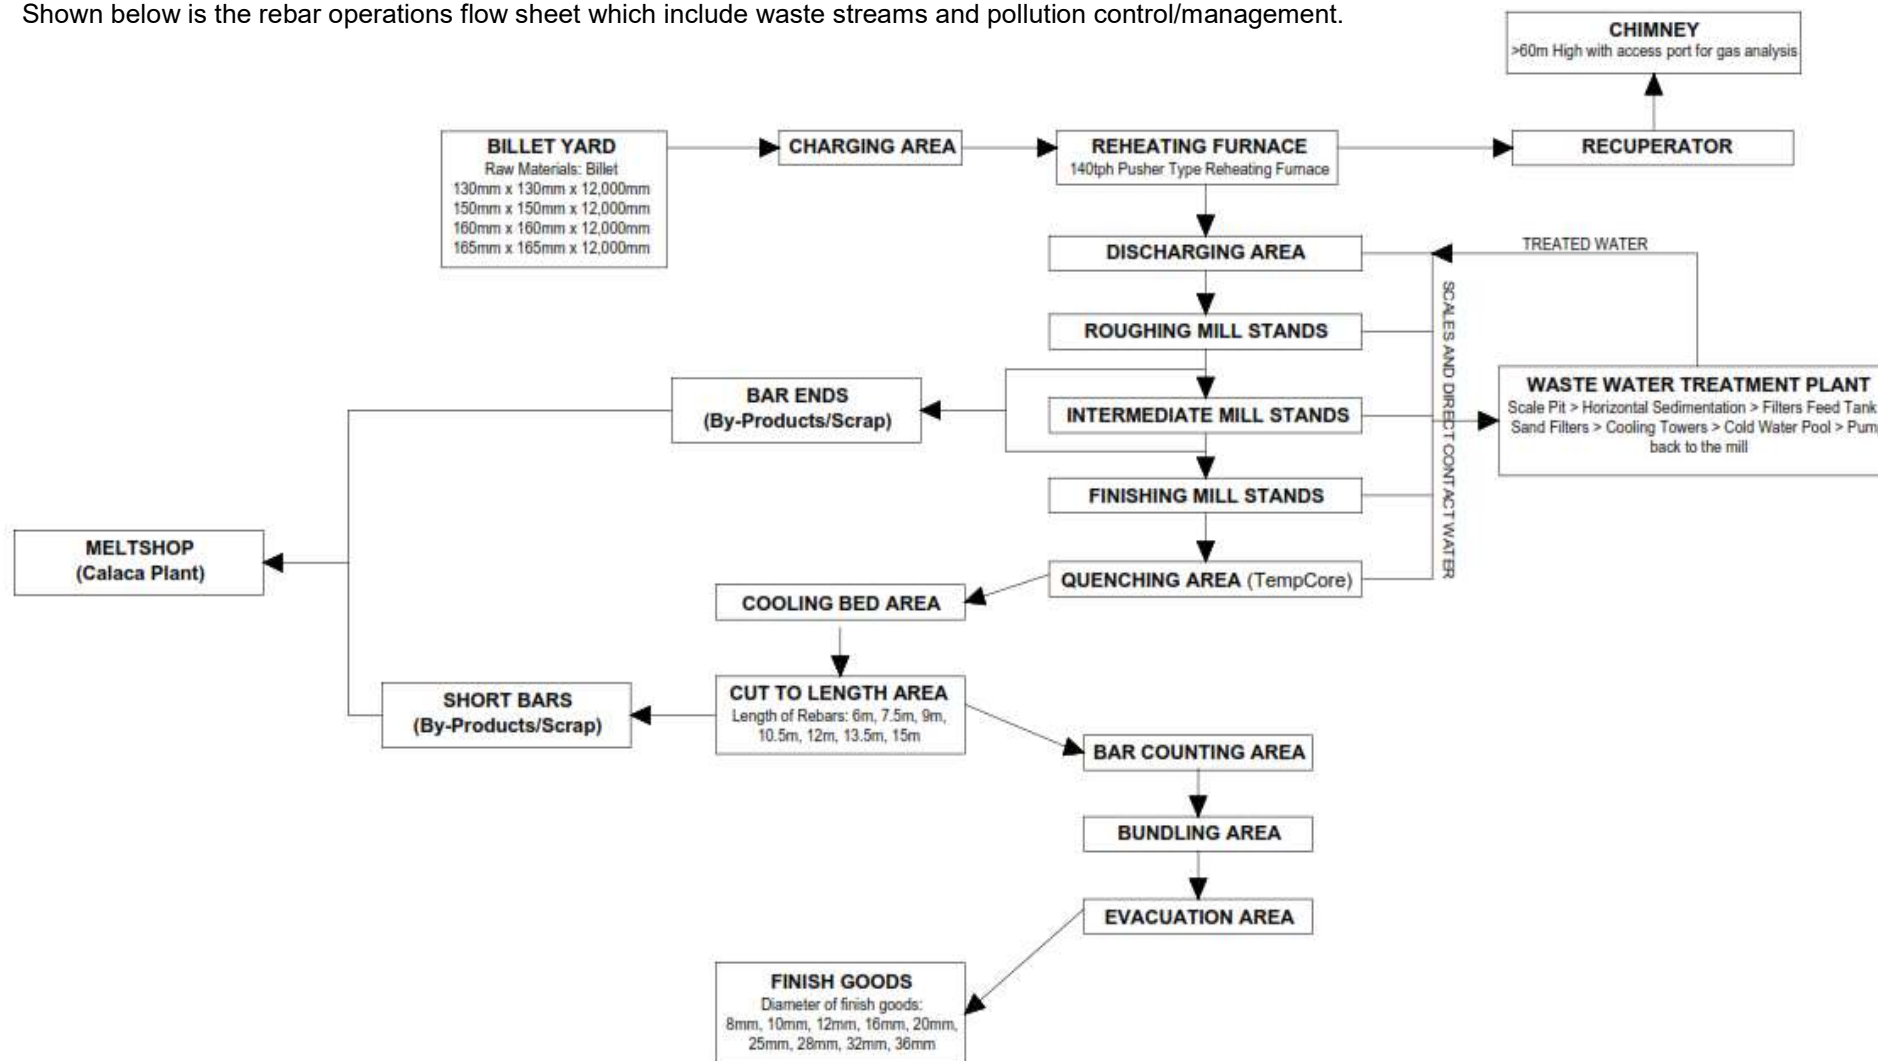 Shown below is the rebar operations flow sheet which include waste streams and pollution control/management.
CHIMNEY
>60m High with access port for gas analysis
BILLET YARD
Raw Materials: Billet
130mm x 130mm x 12,000mm
150mm x 150mm x 12,000mm
160mm x 160mm x 12,000mm
165mm x 165mm x 12,000mm
CHARGING AREA
REHEATING FURNACE
140tph Pusher Type Reheating Furnace
RECUPERATOR
DISCHARGING AREA
TREATED WATER
ROUGHING MILL STANDS
SCALES AND DIRECT CONTACT WATER
BAR ENDS
(By-Products/Scrap)
INTERMEDIATE MILL STANDS
WASTE WATER TREATMENT PLANT
Scale Pit > Horizontal Sedimentation > Filters Feed Tank
Sand Filters > Cooling Towers > Cold Water Pool > Pum
back to the mill
FINISHING MILL STANDS
MELTSHOP
(Calaca Plant)
QUENCHING AREA (TempCore)
COOLING BED AREA
CUT TO LENGTH AREA
Length of Rebars: 6m, 7.5m, 9m,
10.5m, 12m, 13.5m, 15m
SHORT BARS
(By-Products/Scrap)
BAR COUNTING AREA
BUNDLING AREA
EVACUATION AREA
FINISH GOODS
Diameter of finish goods:
8mm, 10mm, 12mm, 16mm, 20mm,
25mm, 28mm, 32mm, 36mm